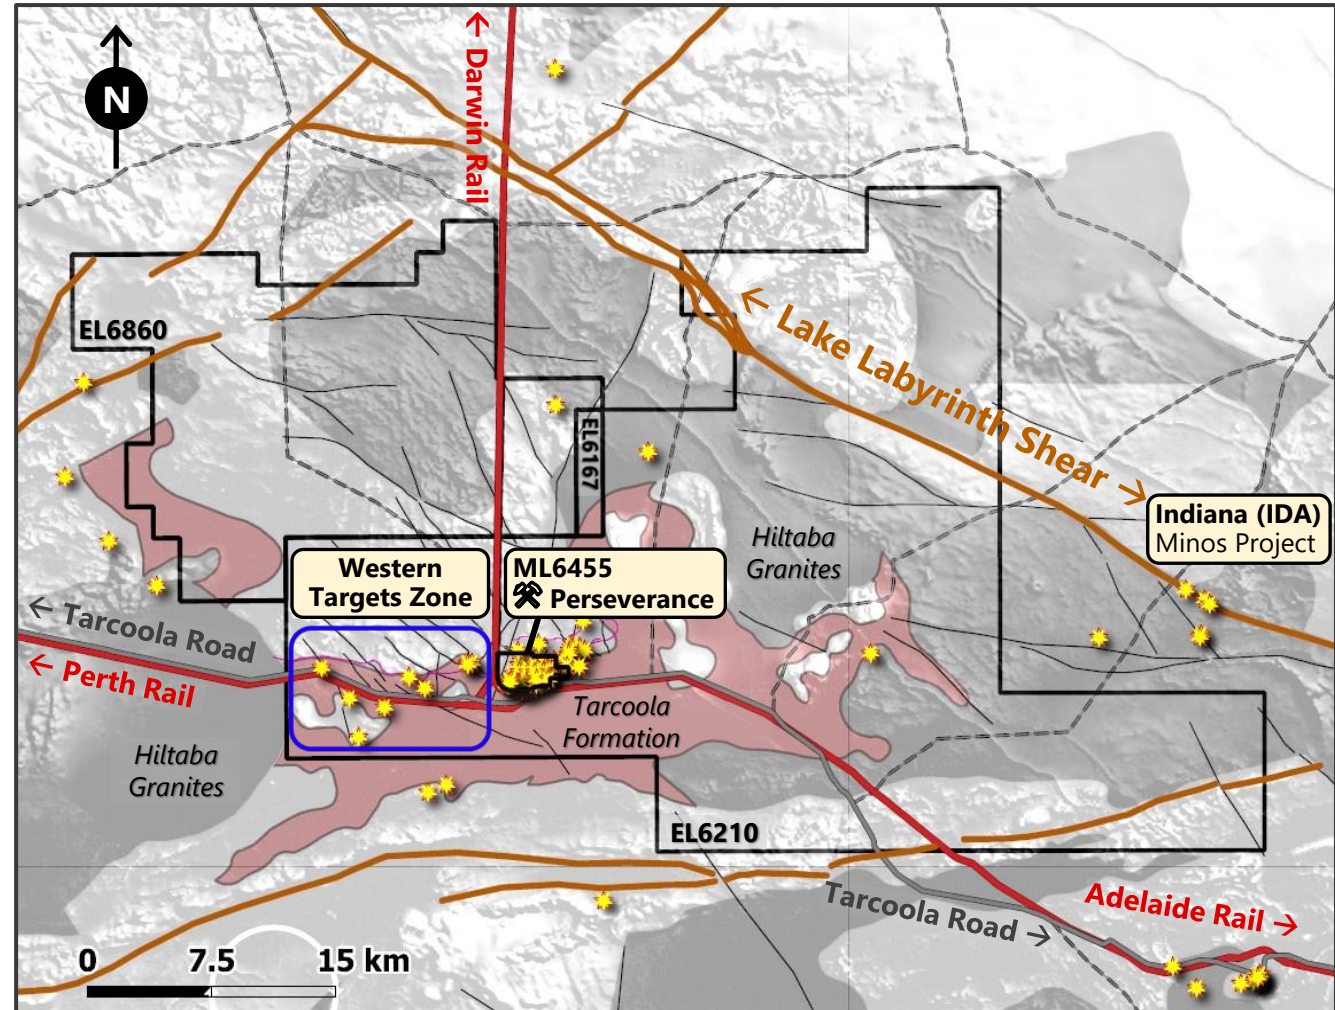 N
← Darwin Rail
EL6860
← Lake Labyrinth Shear →
EL6167
Indiana (IDA)
Minos Project
Hiltaba
Granites
Western
Targets Zone
ML6455
Perseverance
← Tarcoola Road
← Perth Rail
Tarcoola
Formation
Hiltaba
Granites
EL6210
Tarcoola Road →
Adelaide Rail →
0 7.5 15 km